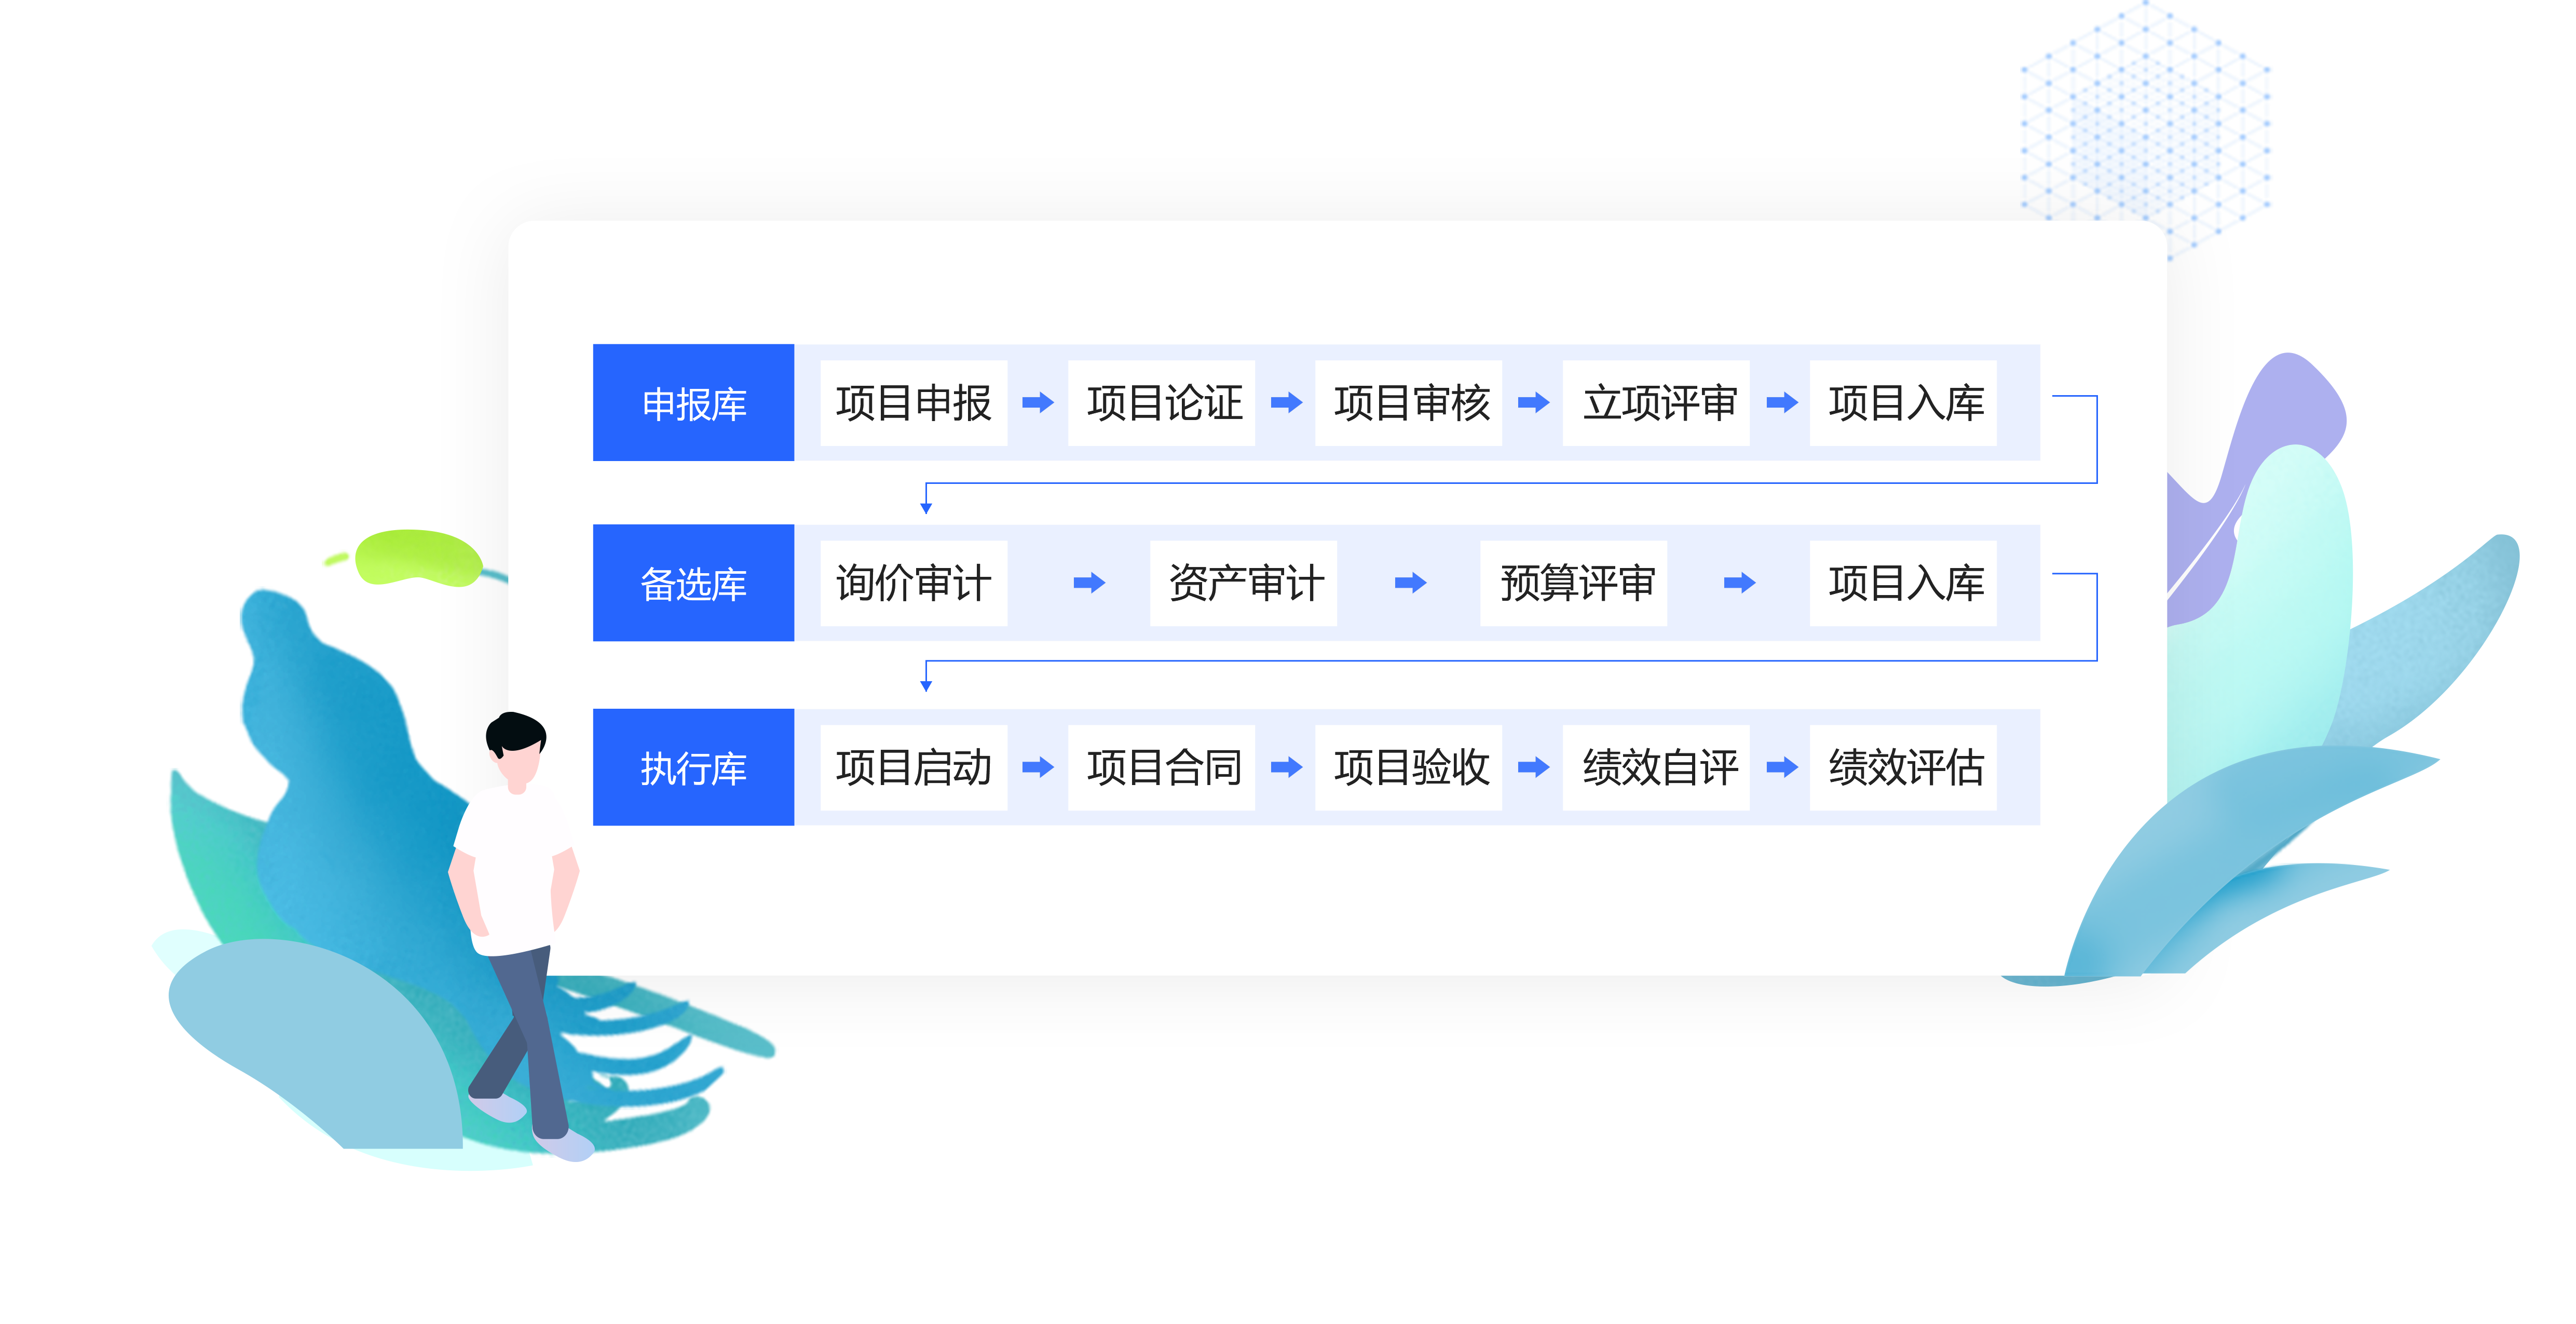 申报库 项目申报 项目论证 项目审核 立项评审 项目入库
备选库 询价审计 资产审计 预算评审 项目入库
执行库 项目启动 项目合同 项目验收 绩效自评 绩效评估